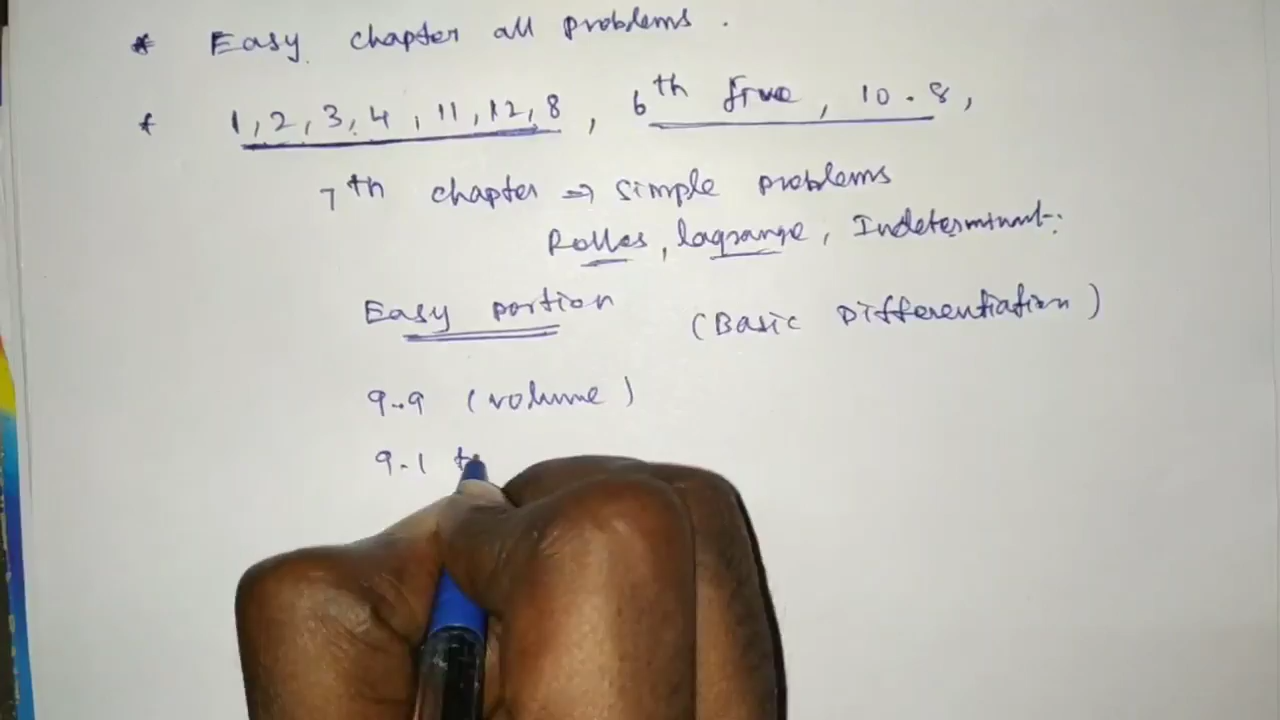 * Easy chapter all problems .
* 1, 2, 3, 4, 11, 12, 8 , 6th five , 10.8 ,
7th chapter ⇒ simple problems
Rolles , lagrange , Indeterminant.
Easy portion (Basic Differentiation)
9.9 (volume)
9.1 to